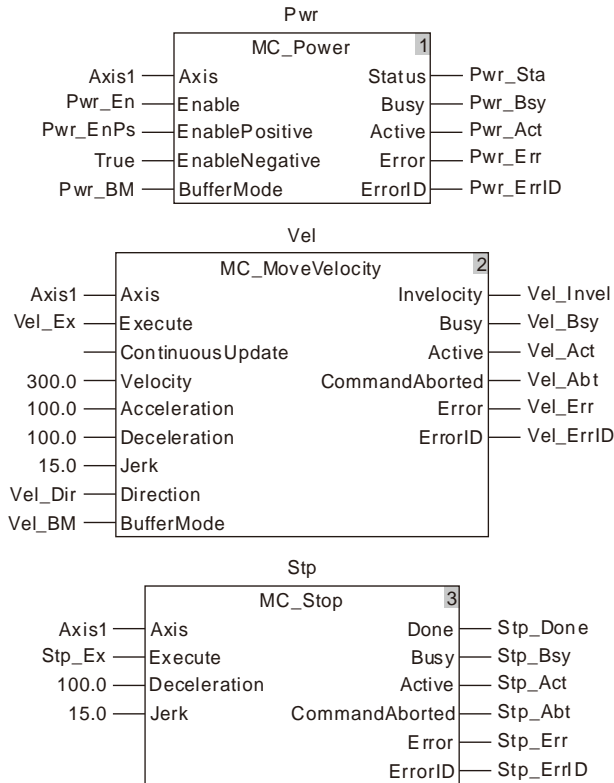 Pwr
MC_Power 1
Axis1 Axis Status Pwr_Sta
Pwr_En Enable Busy Pwr_Bsy
Pwr_EnPs EnablePositive Active Pwr_Act
True EnableNegative Error Pwr_Err
Pwr_BM BufferMode ErrorID Pwr_ErrID
Vel
MC_MoveVelocity 2
Axis1 Axis Invelocity Vel_Invel
Vel_Ex Execute Busy Vel_Bsy
ContinuousUpdate Active Vel_Act
300.0 Velocity CommandAborted Vel_Abt
100.0 Acceleration Error Vel_Err
100.0 Deceleration ErrorID Vel_ErrID
15.0 Jerk
Vel_Dir Direction
Vel_BM BufferMode
Stp
MC_Stop 3
Axis1 Axis Done Stp_Done
Stp_Ex Execute Busy Stp_Bsy
100.0 Deceleration Active Stp_Act
15.0 Jerk CommandAborted Stp_Abt
Error Stp_Err
ErrorID Stp_ErrID